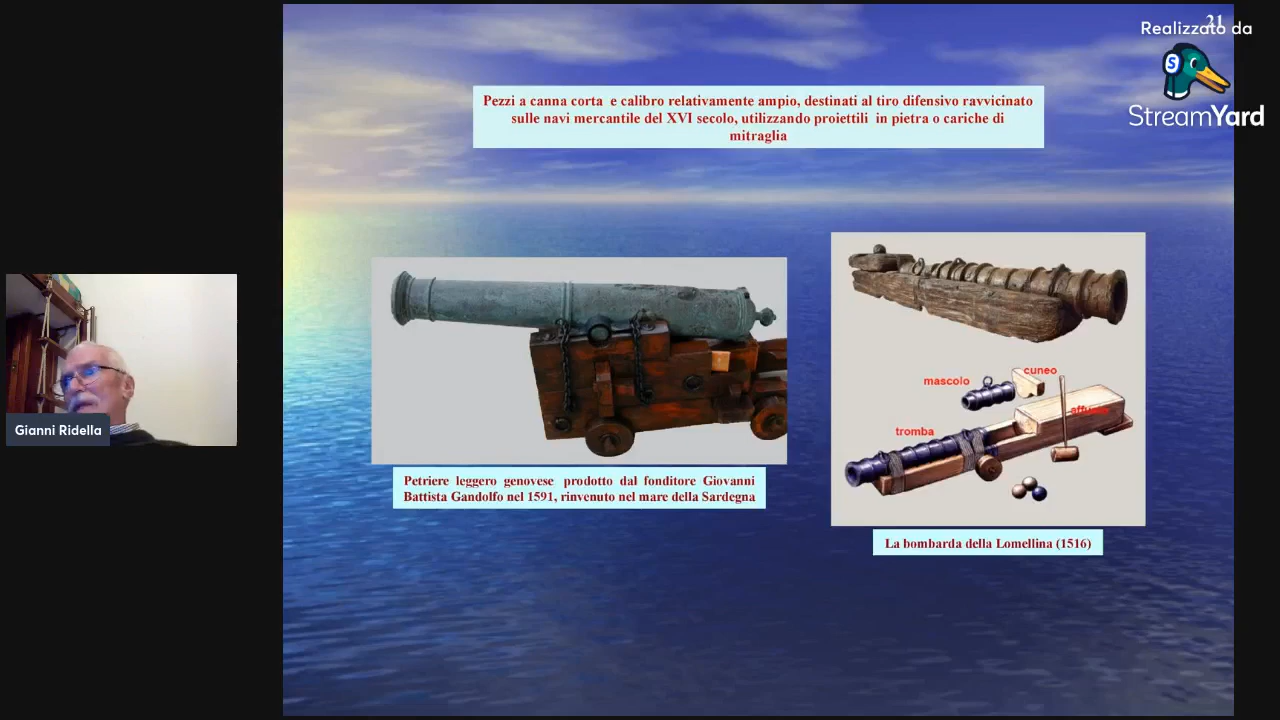 21
Realizzato da
StreamYard
Pezzi a canna corta e calibro relativamente ampio, destinati al tiro difensivo ravvicinato
sulle navi mercantile del XVI secolo, utilizzando proiettili in pietra o cariche di
mitraglia
cuneo
mascolo
affusto
tromba
Gianni Ridella
Petriere leggero genovese prodotto dal fonditore Giovanni
Battista Gandolfo nel 1591, rinvenuto nel mare della Sardegna
La bombarda della Lomellina (1516)